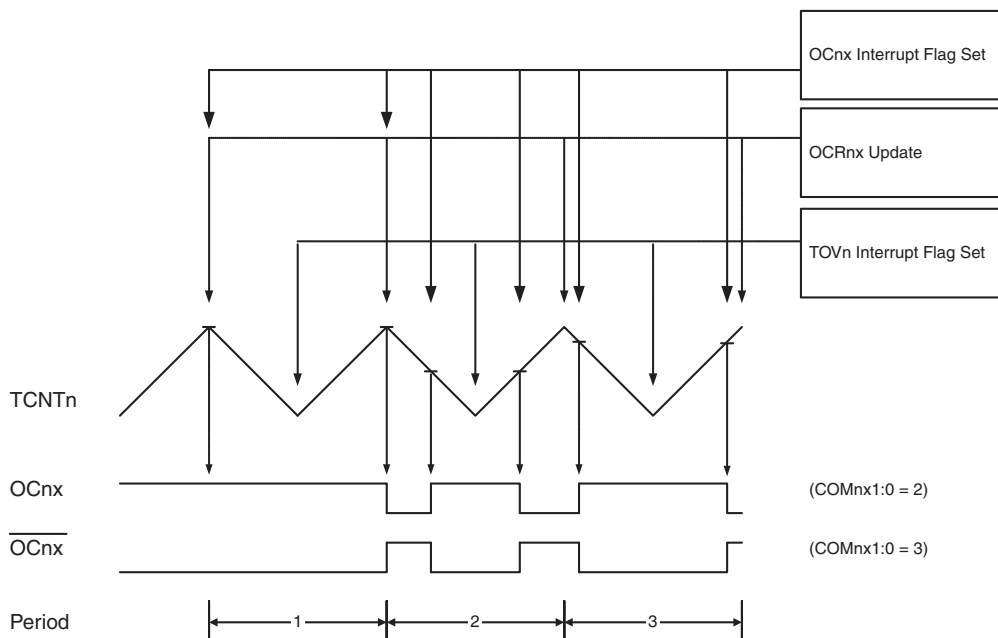 OCnx Interrupt Flag Set
OCRnx Update
TOVn Interrupt Flag Set
TCNTn
OCnx
(COMnx1:0 = 2)
OCnx
(COMnx1:0 = 3)
Period
1
2
3